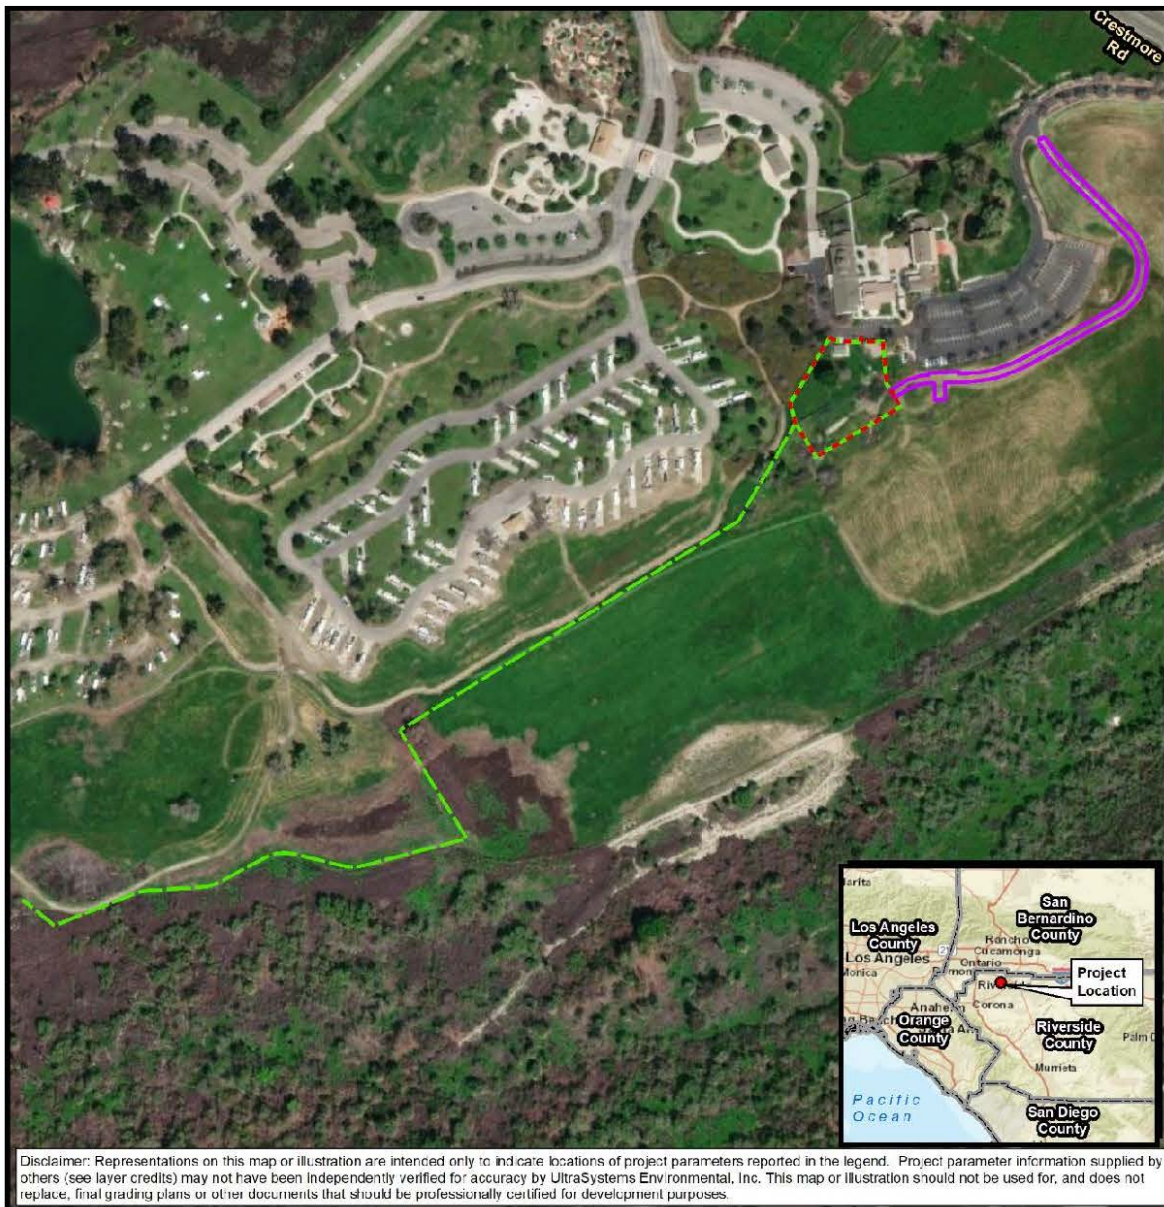 Crestmore
Rd
arita
San
Bernardino
County
Los Angeles
County
Rancho
Cucamonga
Los Angeles
Ontario
Monica
Project
Location
Corona
Anaheim
Orange
County
Riverside
County
Palm D
Murrieta
Pacific
Ocean
San Diego
County
Disclaimer: Representations on this map or illustration are intended only to indicate locations of project parameters reported in the legend. Project parameter information supplied by
others (see layer credits) may not have been independently verified for accuracy by UltraSystems Environmental, Inc. This map or illustration should not be used for, and does not
replace, final grading plans or other documents that should be professionally certified for development purposes.